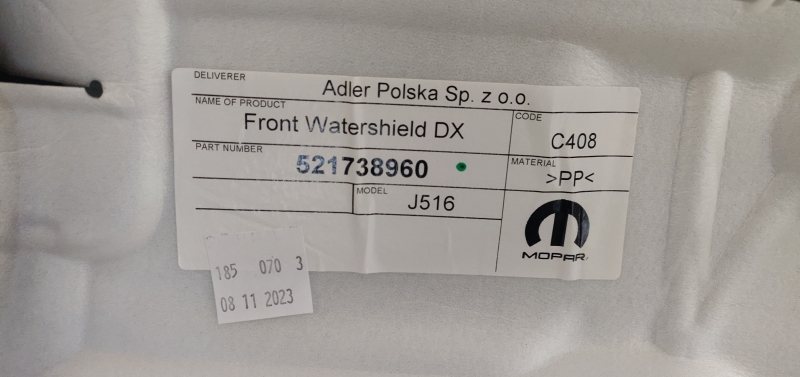 DELIVERER
Adler Polska Sp. z o.o.
NAME OF PRODUCT
Front Watershield DX
CODE
C408
PART NUMBER
521738960
MATERIAL
>PP<
MODEL
J516
MOPAR
185 070 3
08 11 2023